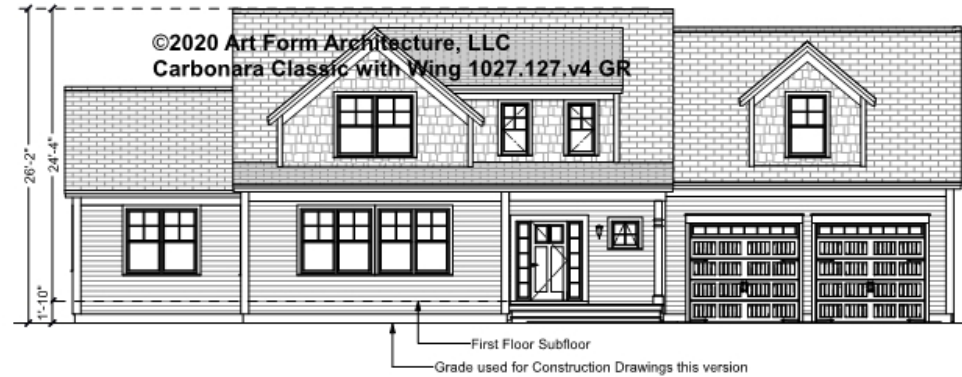 ©2020 Art Form Architecture, LLC
Carbonara Classic with Wing 1027.127.v4 GR
26'-2"
24'-4"
1'-10"
First Floor Subfloor
Grade used for Construction Drawings this version